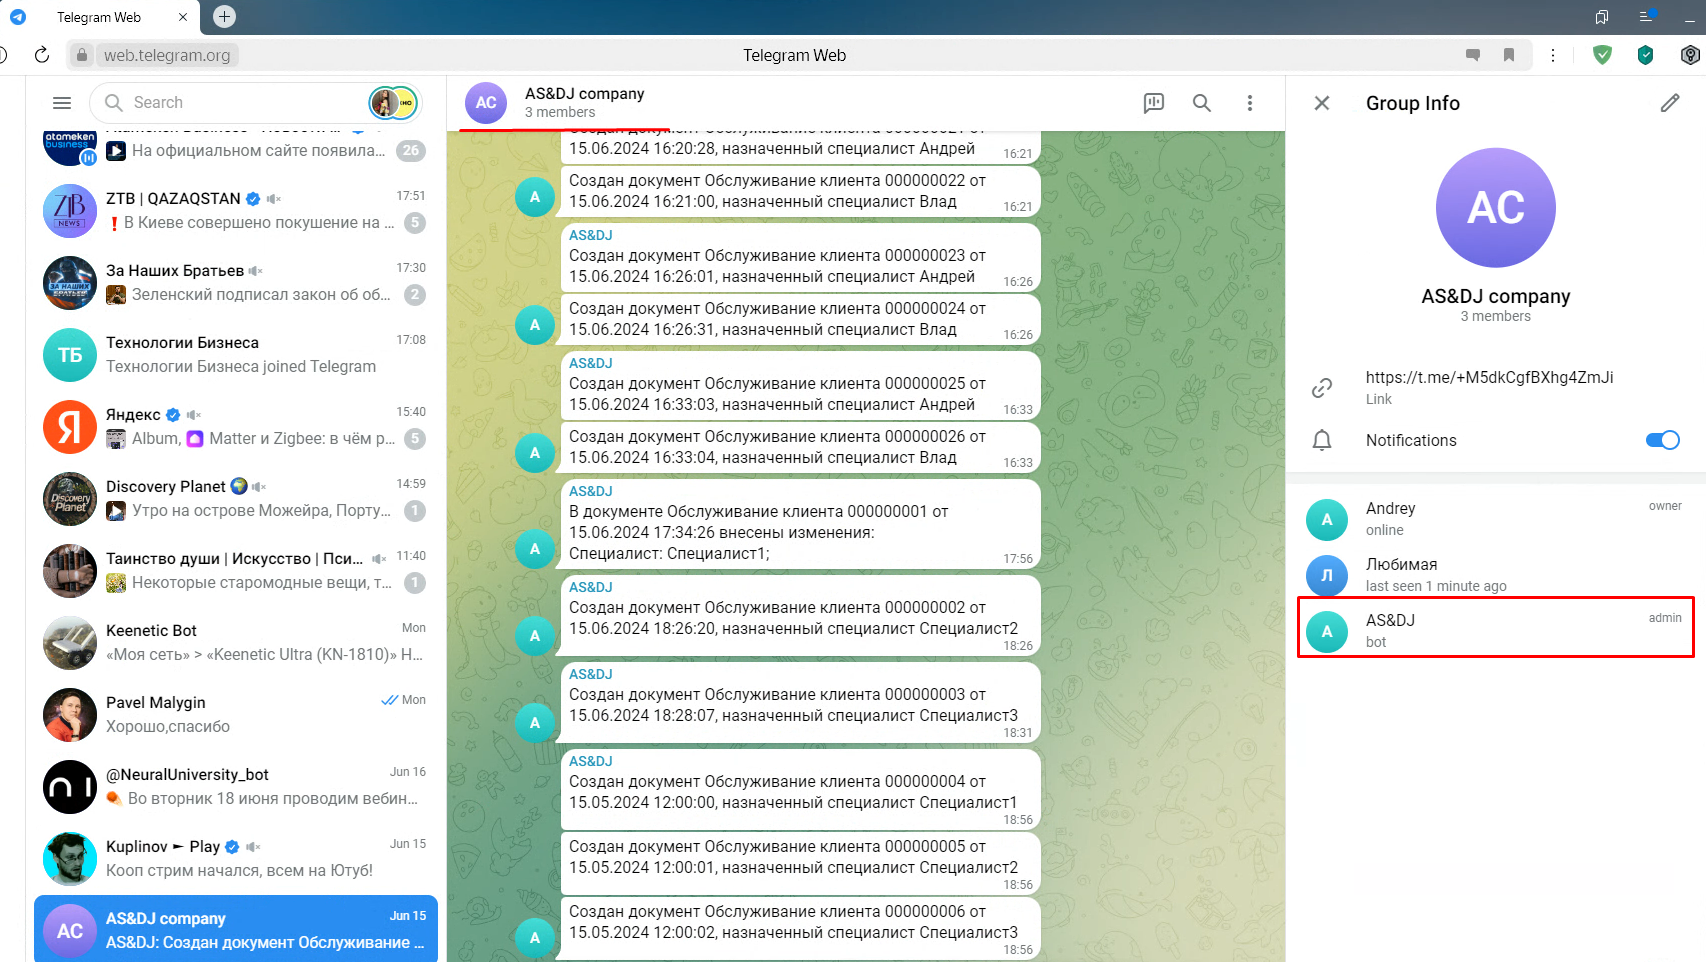 Telegram Web
web.telegram.org
Telegram Web
Search
atameken
business
26
На официальном сайте появила...
ZTB | QAZAQSTAN
17:51
ZTB
NEWS
В Киеве совершено покушение на ...
5
За Наших Братьев
17:30
ЗА НАШИХ
БРАТЬЕВ
Зеленский подписал закон об об...
2
ТБ
Технологии Бизнеса
17:08
Технологии Бизнеса joined Telegram
Я
Яндекс
15:40
Album, Matter и Zigbee: в чём р...
5
Discovery Planet
14:59
Discovery
Planet
Утро на острове Можейра, Порту...
1
Таинство души | Искусство | Пси...
11:40
Некоторые старомодные вещи, т...
1
Keenetic Bot
Mon
«Моя сеть» > «Keenetic Ultra (KN-1810)» Н...
Pavel Malygin
Mon
Хорошо,спасибо
@NeuralUniversity_bot
Jun 16
Во вторник 18 июня проводим вебин...
Kuplinov ► Play
Jun 15
Кооп стрим начался, всем на Ютуб!
AC
AS&DJ company
Jun 15
AS&DJ: Создан документ Обслуживание ...
AC
AS&DJ company
3 members
Создан документ Обслуживание клиента 000000021 от
15.06.2024 16:20:28, назначенный специалист Андрей
16:21
Создан документ Обслуживание клиента 000000022 от
15.06.2024 16:21:00, назначенный специалист Влад
16:21
A
AS&DJ
Создан документ Обслуживание клиента 000000023 от
15.06.2024 16:26:01, назначенный специалист Андрей
16:26
Создан документ Обслуживание клиента 000000024 от
15.06.2024 16:26:31, назначенный специалист Влад
16:26
A
AS&DJ
Создан документ Обслуживание клиента 000000025 от
15.06.2024 16:33:03, назначенный специалист Андрей
16:33
Создан документ Обслуживание клиента 000000026 от
15.06.2024 16:33:04, назначенный специалист Влад
16:33
A
AS&DJ
В документе Обслуживание клиента 000000001 от
15.06.2024 17:34:26 внесены изменения:
Специалист: Специалист1;
17:56
A
AS&DJ
Создан документ Обслуживание клиента 000000002 от
15.06.2024 18:26:20, назначенный специалист Специалист2
18:26
A
AS&DJ
Создан документ Обслуживание клиента 000000003 от
15.06.2024 18:28:07, назначенный специалист Специалист3
18:31
A
AS&DJ
Создан документ Обслуживание клиента 000000004 от
15.05.2024 12:00:00, назначенный специалист Специалист1
18:56
Создан документ Обслуживание клиента 000000005 от
15.05.2024 12:00:01, назначенный специалист Специалист2
18:56
Создан документ Обслуживание клиента 000000006 от
15.05.2024 12:00:02, назначенный специалист Специалист3
18:56
A
Group Info
AC
AS&DJ company
3 members
https://t.me/+M5dkCgfBXhg4ZmJi
Link
Notifications
A
Andrey
owner
online
Л
Любимая
last seen 1 minute ago
A
AS&DJ
admin
bot